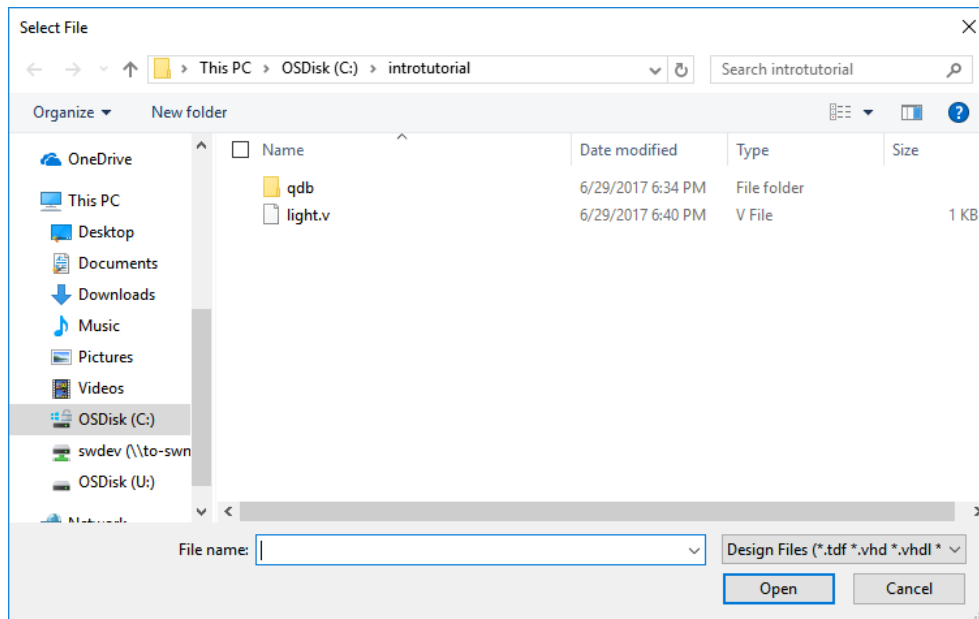 Select File
This PC > OSDisk (C:) > introtutorial
Search introtutorial
Organize
New folder
?
OneDrive
This PC
Desktop
Documents
Downloads
Music
Pictures
Videos
OSDisk (C:)
swdev (\\to-swn
OSDisk (U:)
Network
Name Date modified Type Size
qdb 6/29/2017 6:34 PM File folder
light.v 6/29/2017 6:40 PM V File 1 KB
File name:
Design Files (*.tdf *.vhd *.vhdl *
Open
Cancel